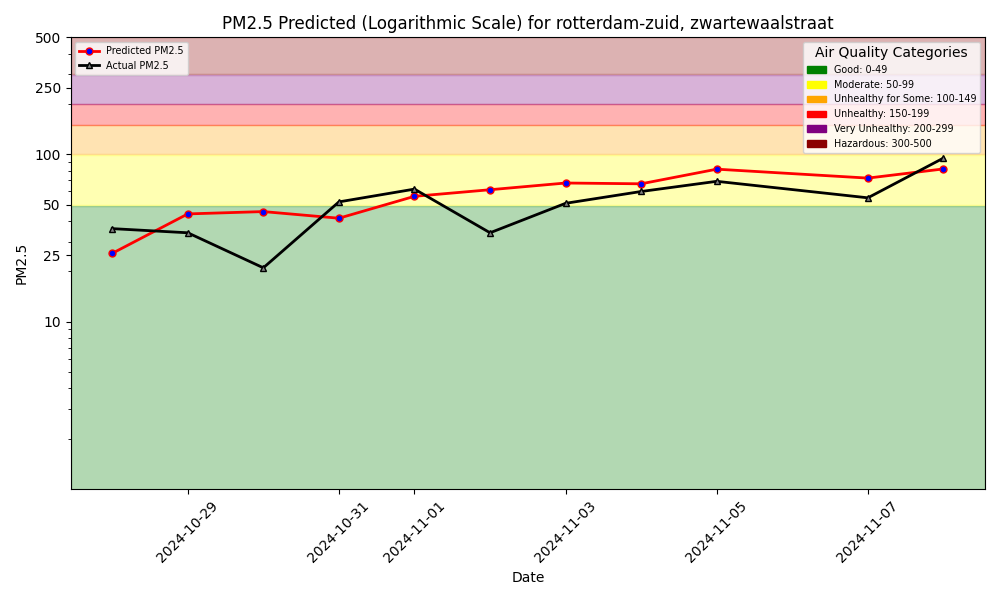 PM2.5 Predicted (Logarithmic Scale) for rotterdam-zuid, zwartewaalstraat
Predicted PM2.5
Actual PM2.5
Air Quality Categories
Good: 0-49
Moderate: 50-99
Unhealthy for Some: 100-149
Unhealthy: 150-199
Very Unhealthy: 200-299
Hazardous: 300-500
PM2.5
500
250
100
50
25
10
2024-10-29
2024-10-31
2024-11-01
2024-11-03
2024-11-05
2024-11-07
Date